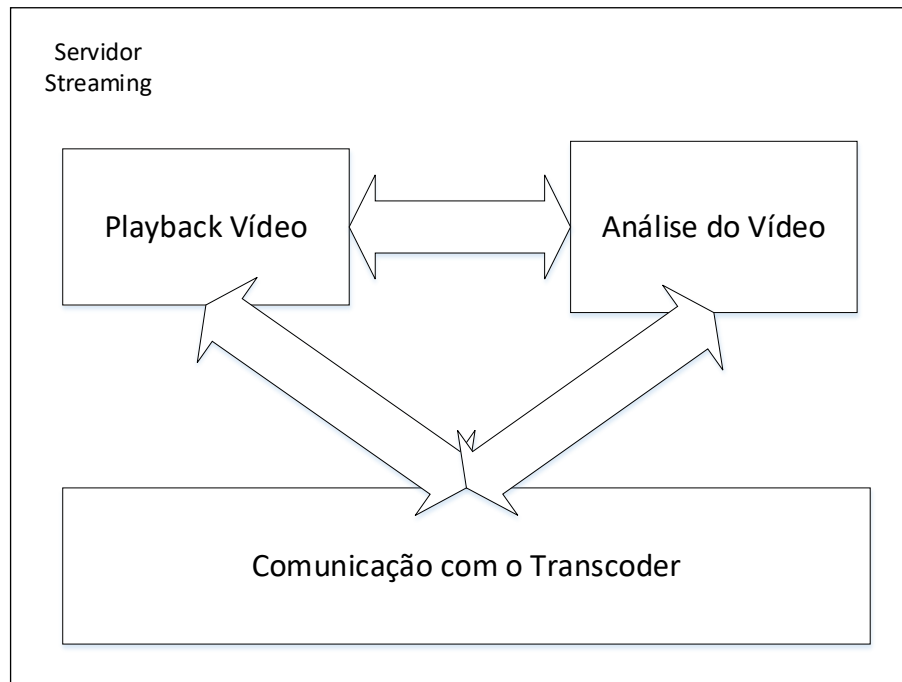 Servidor
Streaming
Playback Vídeo
Análise do Vídeo
Comunicação com o Transcoder